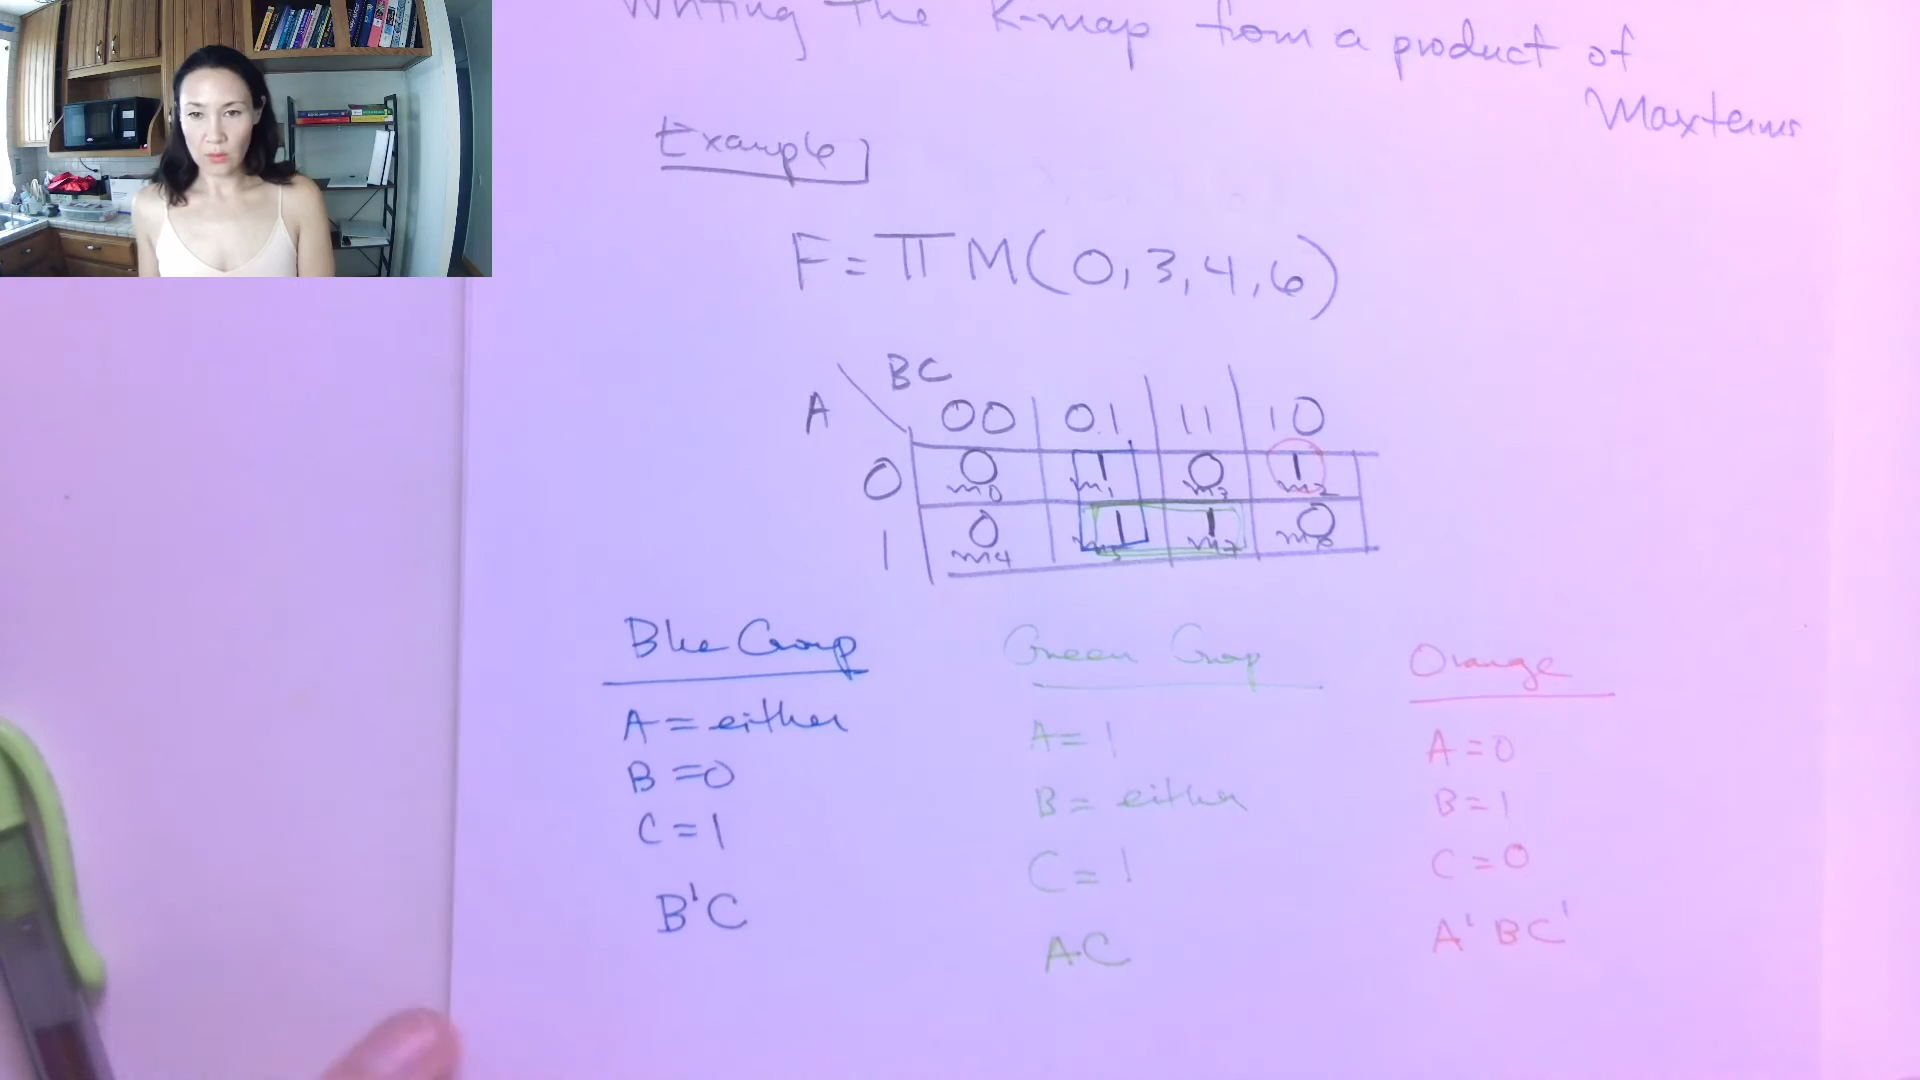 Writing The K-map from a product of
Maxterms
Example
F = ΠM(0,3,4,6)
BC
A
00 01 11 10
0 0 1 0 1
m0 m1 m3 m2
1 0 1 1 0
m4 m5 m7 m6
Blue Group
A = either
B = 0
C = 1
B'C
Green Group
A = 1
B = either
C = 1
AC
Orange
A = 0
B = 1
C = 0
A'BC'